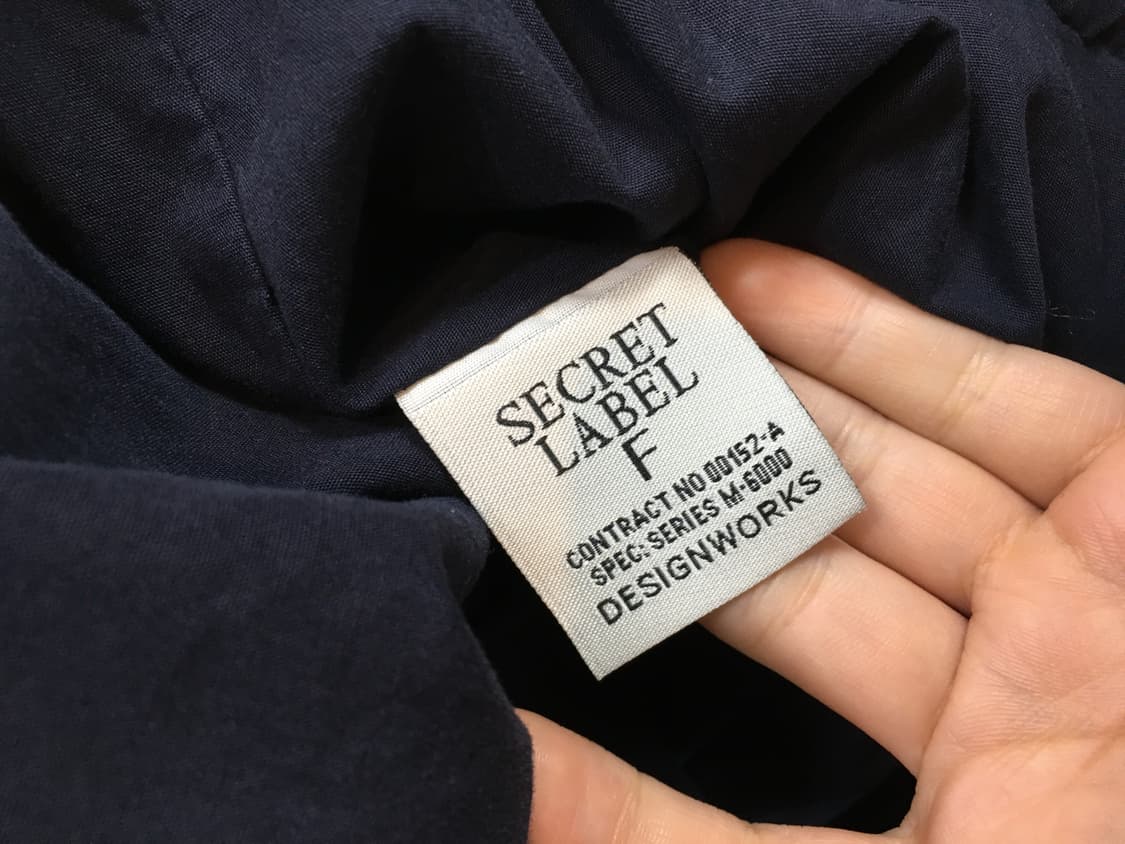 SECRET
LABEL
F
CONTRACT NO 00152-A
SPEC: SERIES M-6000
DESIGNWORKS